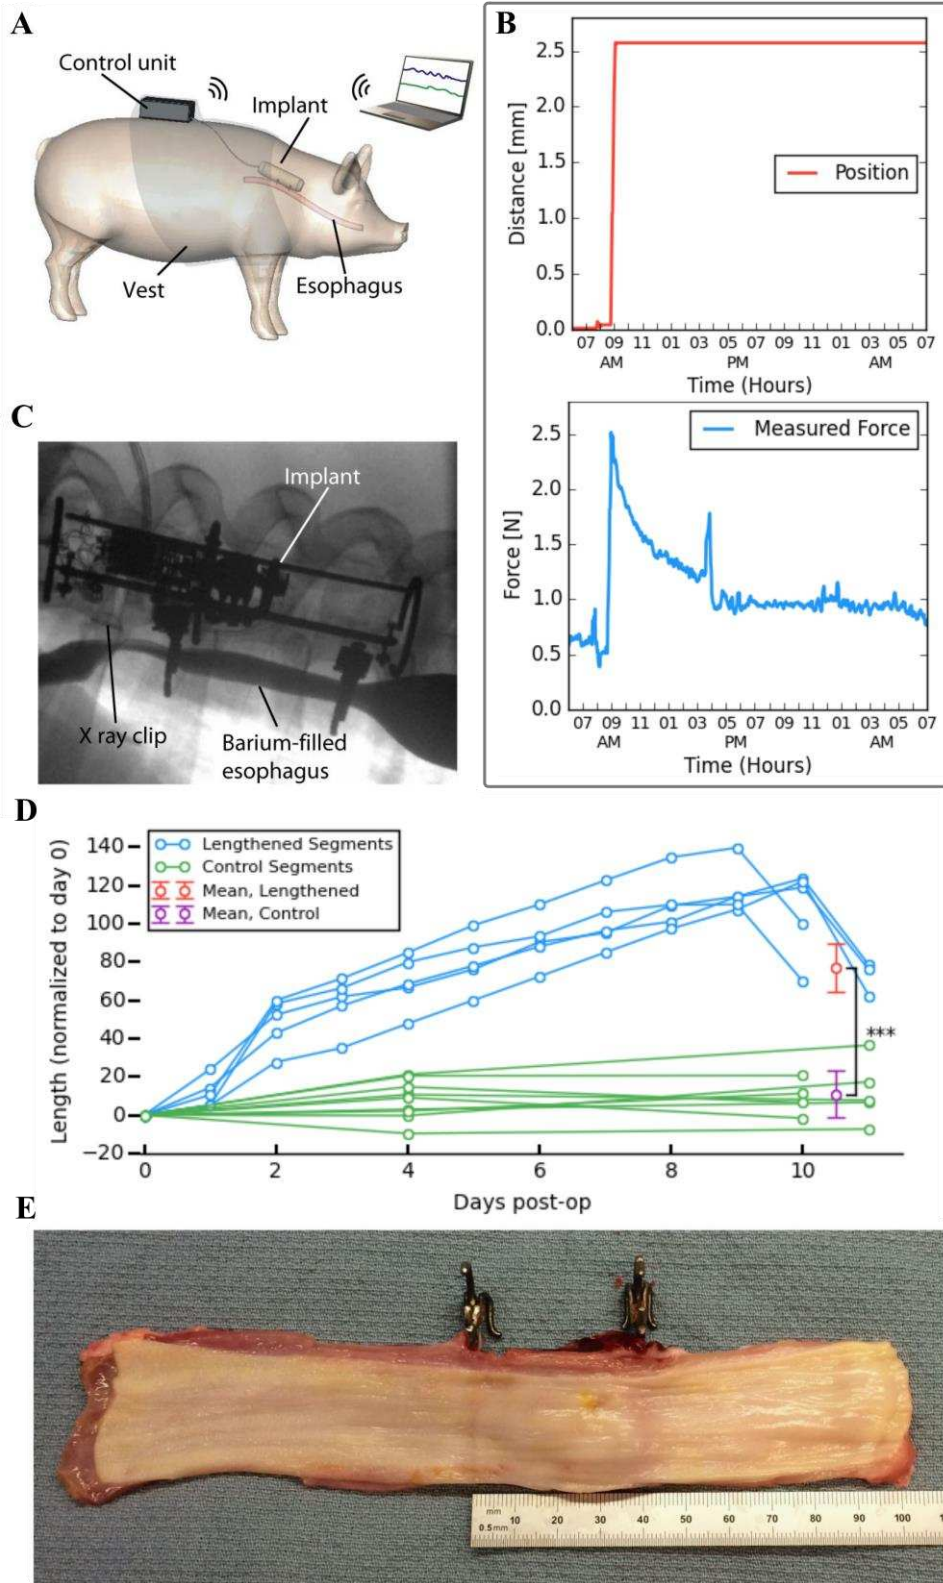 A
Control unit
Implant
Vest
Esophagus
B
2.5
2.0
1.5
1.0
0.5
0.0
Distance [mm]
Position
07 09 11 01 03 05 07 09 11 01 03 05 07
AM PM AM
Time (Hours)
Measured Force
2.5
2.0
1.5
1.0
0.5
0.0
Force [N]
07 09 11 01 03 05 07 09 11 01 03 05 07
AM PM AM
Time (Hours)
C
Implant
X ray clip
Barium-filled
esophagus
D
140
120
100
80
60
40
20
0
−20
Length (normalized to day 0)
Lengthened Segments
Control Segments
Mean, Lengthened
Mean, Control
***
0 2 4 6 8 10
Days post-op
E
mm 10 20 30 40 50 60 70 80 90 100
0.5mm